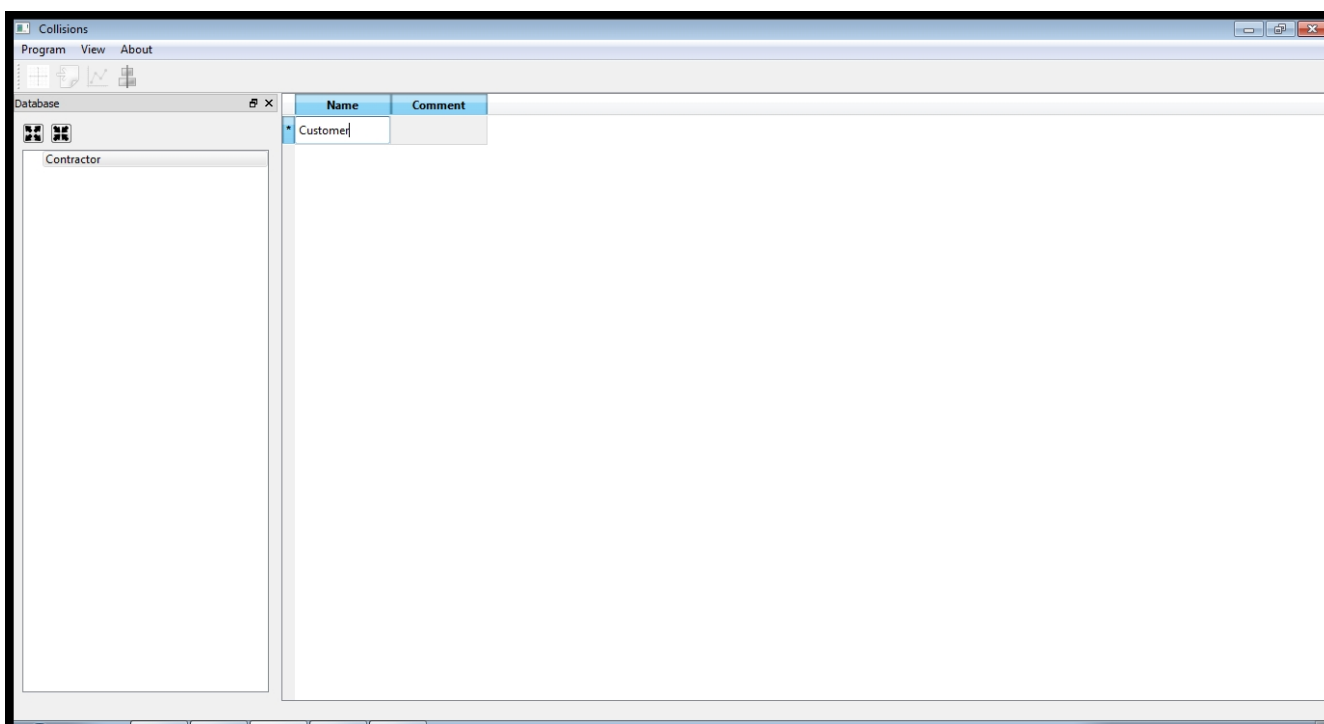 Collisions
Program View About
Database
Name Comment
* Customer
Contractor